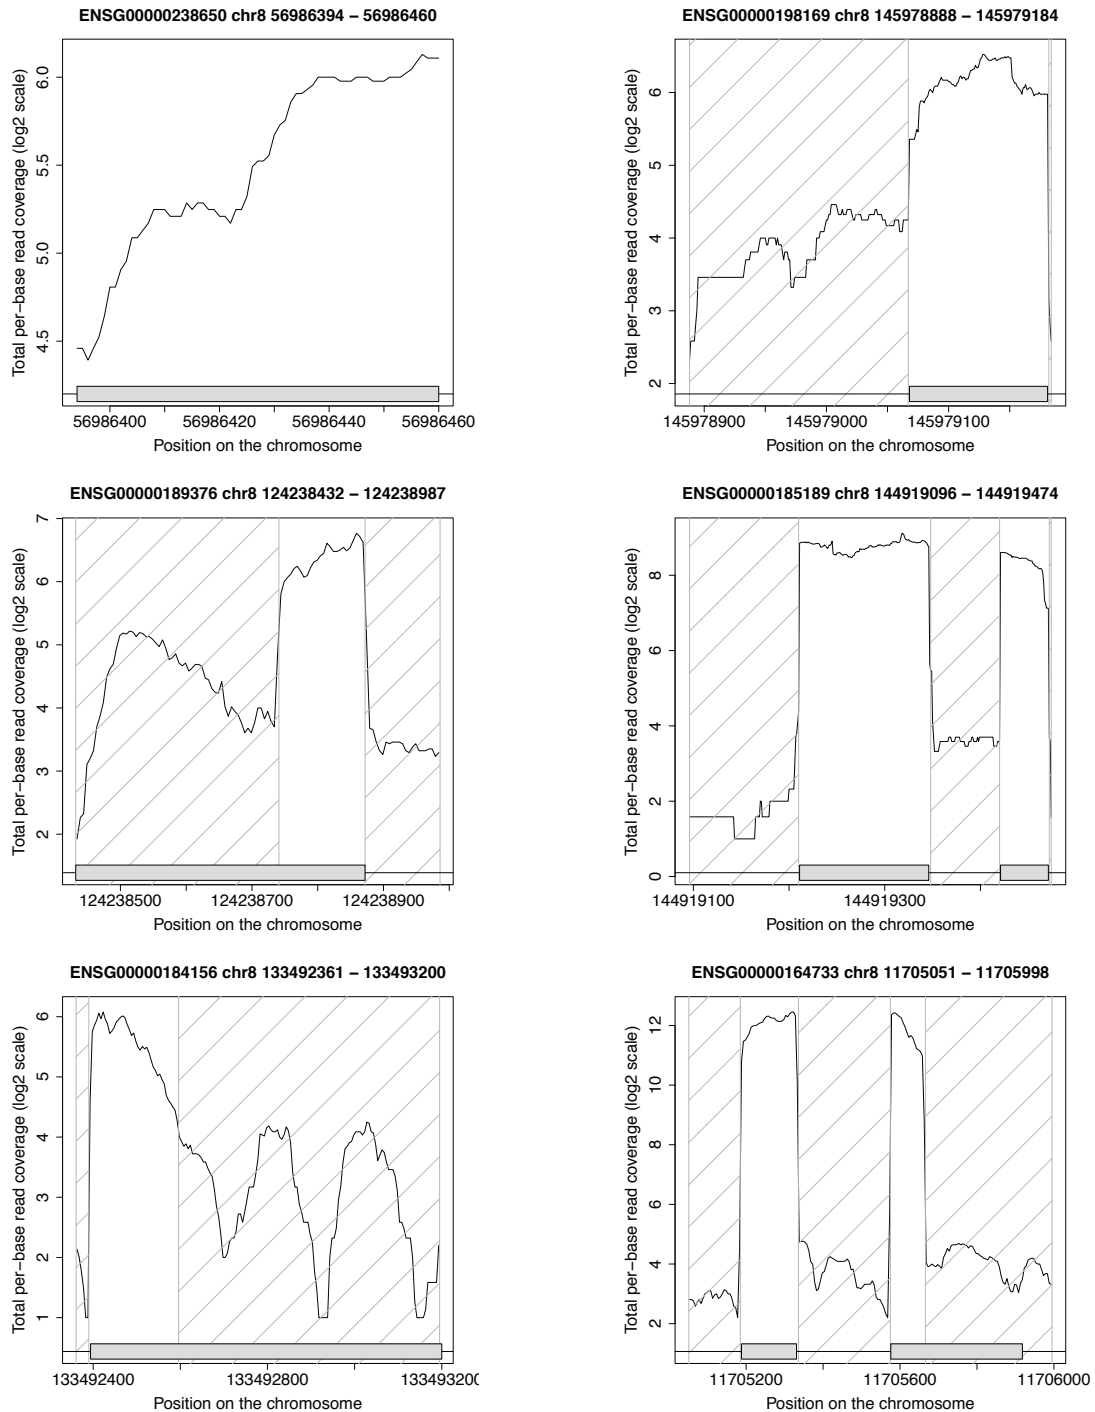 ENSG00000238650 chr8 56986394 − 56986460
Total per−base read coverage (log2 scale)
6.0
5.5
5.0
4.5
56986400 56986420 56986440 56986460
Position on the chromosome
ENSG00000198169 chr8 145978888 − 145979184
Total per−base read coverage (log2 scale)
6
5
4
3
2
145978900 145979000 145979100
Position on the chromosome
ENSG00000189376 chr8 124238432 − 124238987
Total per−base read coverage (log2 scale)
7
6
5
4
3
2
124238500 124238700 124238900
Position on the chromosome
ENSG00000185189 chr8 144919096 − 144919474
Total per−base read coverage (log2 scale)
8
6
4
2
0
144919100 144919300
Position on the chromosome
ENSG00000184156 chr8 133492361 − 133493200
Total per−base read coverage (log2 scale)
6
5
4
3
2
1
133492400 133492800 133493200
Position on the chromosome
ENSG00000164733 chr8 11705051 − 11705998
Total per−base read coverage (log2 scale)
12
10
8
6
4
2
11705200 11705600 11706000
Position on the chromosome